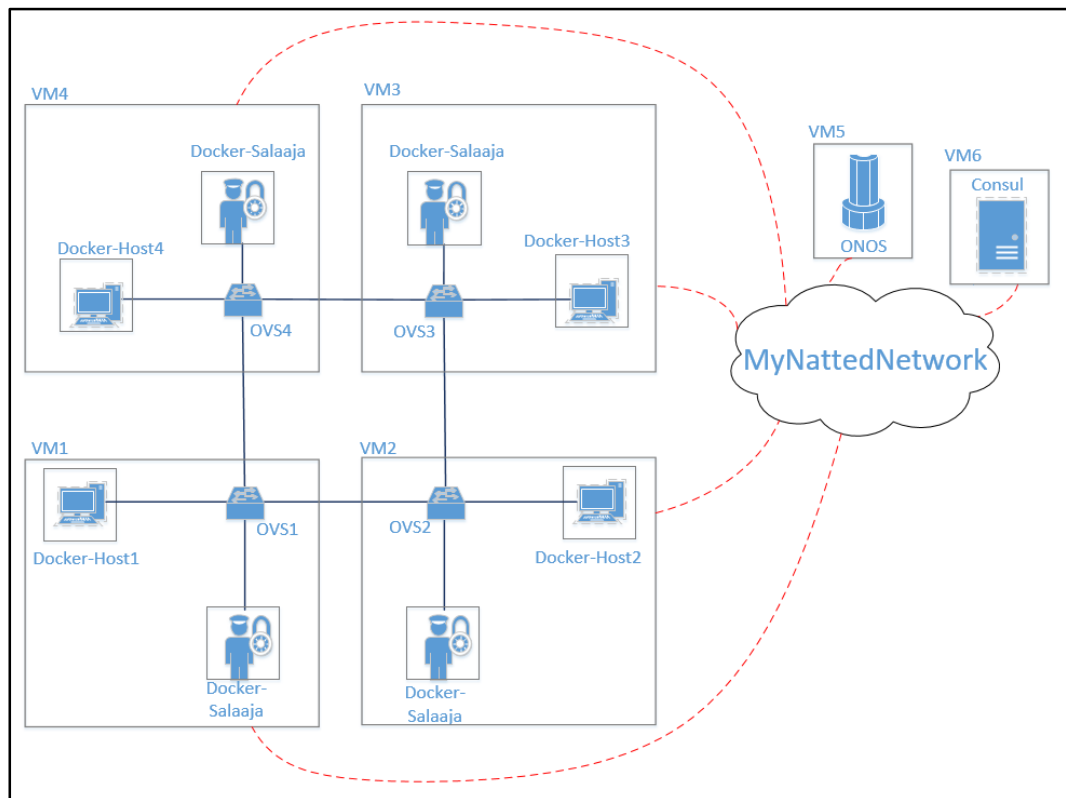 VM4
VM3
VM5
VM6
Docker-Salaaja
Docker-Salaaja
Consul
Docker-Host4
Docker-Host3
ONOS
OVS4
OVS3
MyNattedNetwork
VM1
VM2
OVS1
OVS2
Docker-Host1
Docker-Host2
Docker-
Salaaja
Docker-
Salaaja